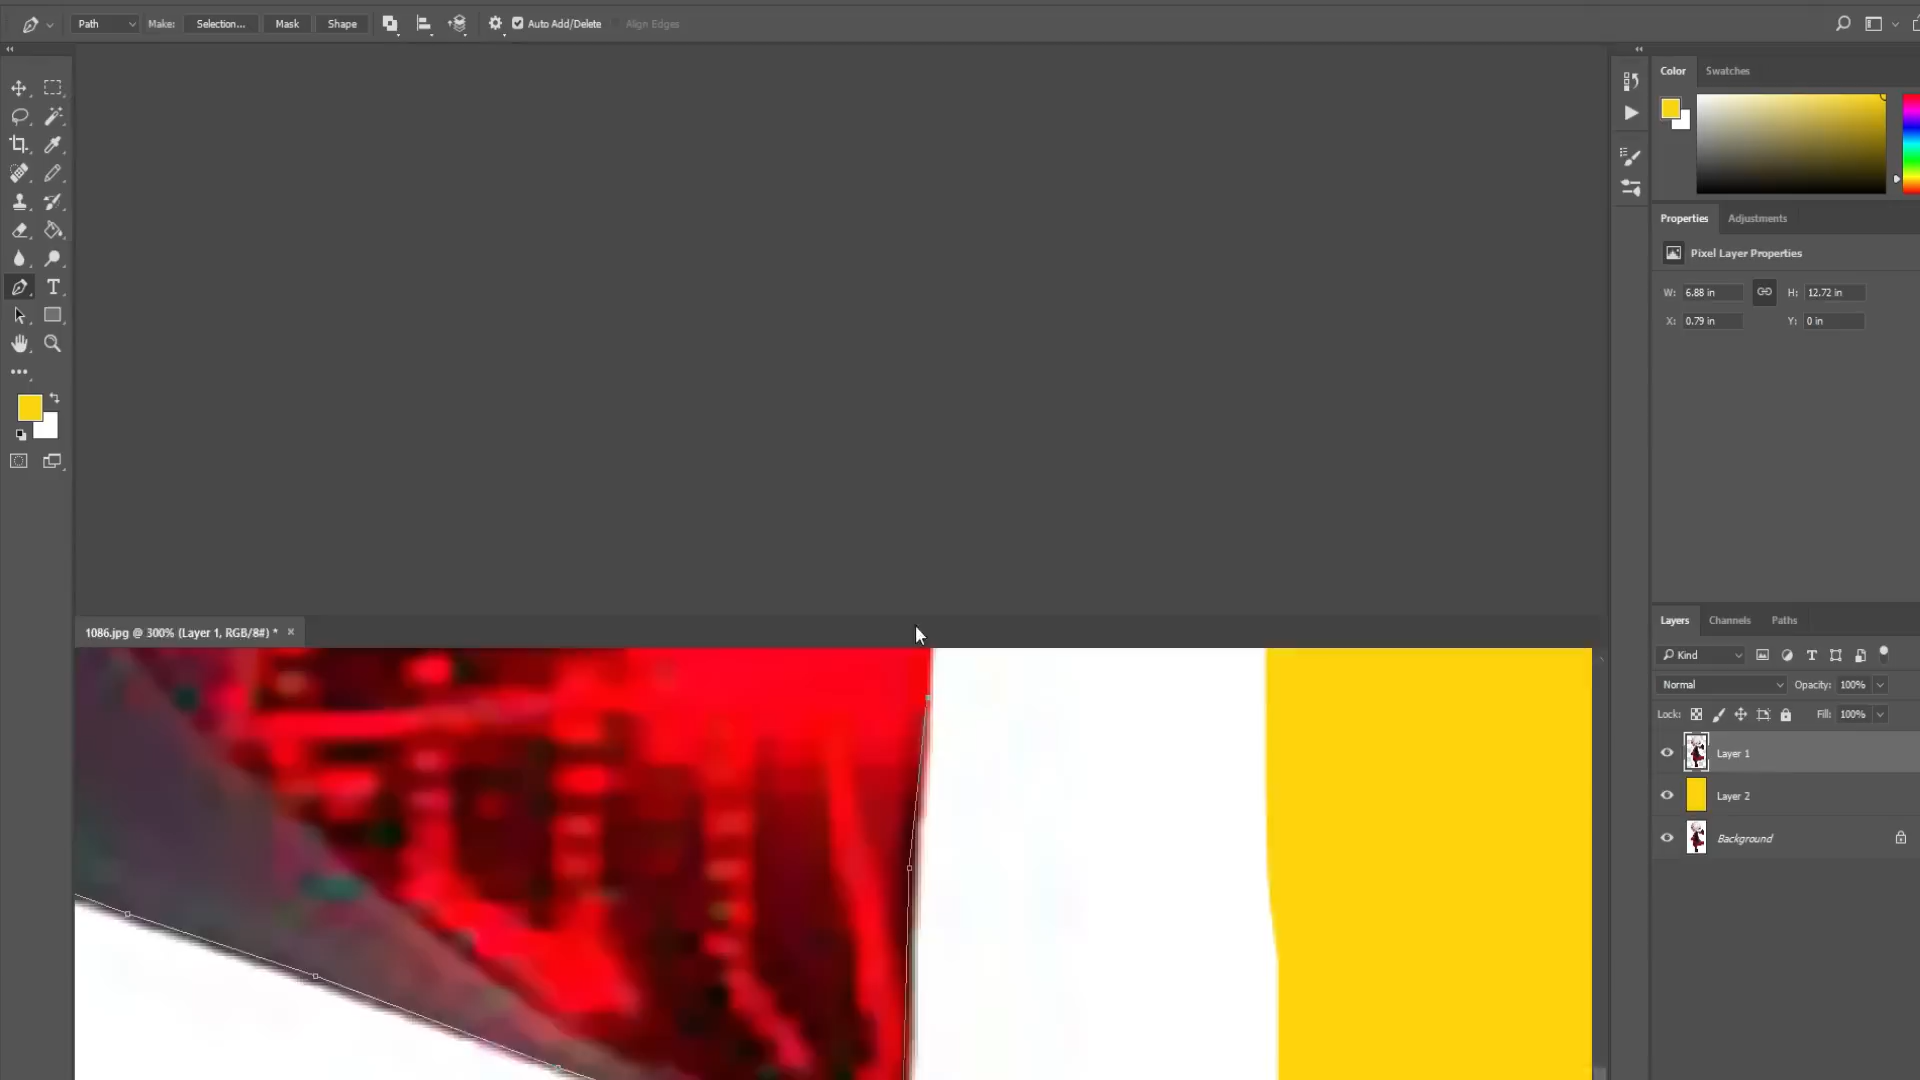 Path Make: Selection... Mask Shape Auto Add/Delete Align Edges
Color Swatches
Properties Adjustments
Pixel Layer Properties
W: 6.88 in H: 12.72 in
X: 0.79 in Y: 0 in
1086.jpg @ 300% (Layer 1, RGB/8#) * ×
Layers Channels Paths
Kind
Normal Opacity: 100%
Lock: Fill: 100%
Layer 1
Layer 2
Background